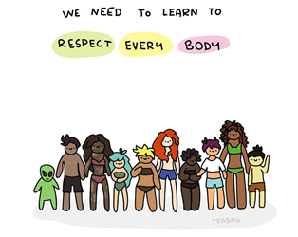 WE NEED TO LEARN TO
RESPECT EVERY BODY
TEABAG